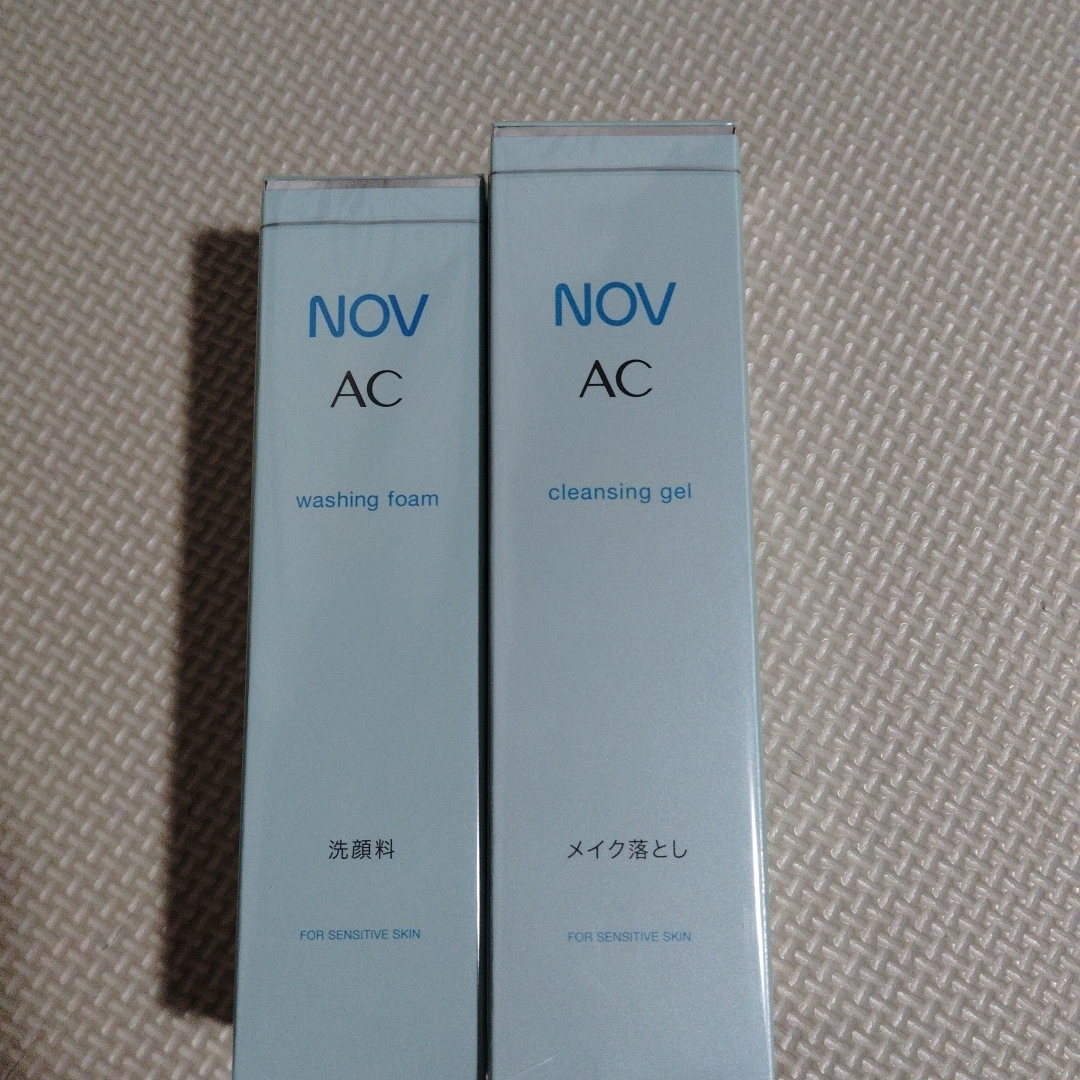 NOV
AC
washing foam
洗顔料
FOR SENSITIVE SKIN
NOV
AC
cleansing gel
メイク落とし
FOR SENSITIVE SKIN